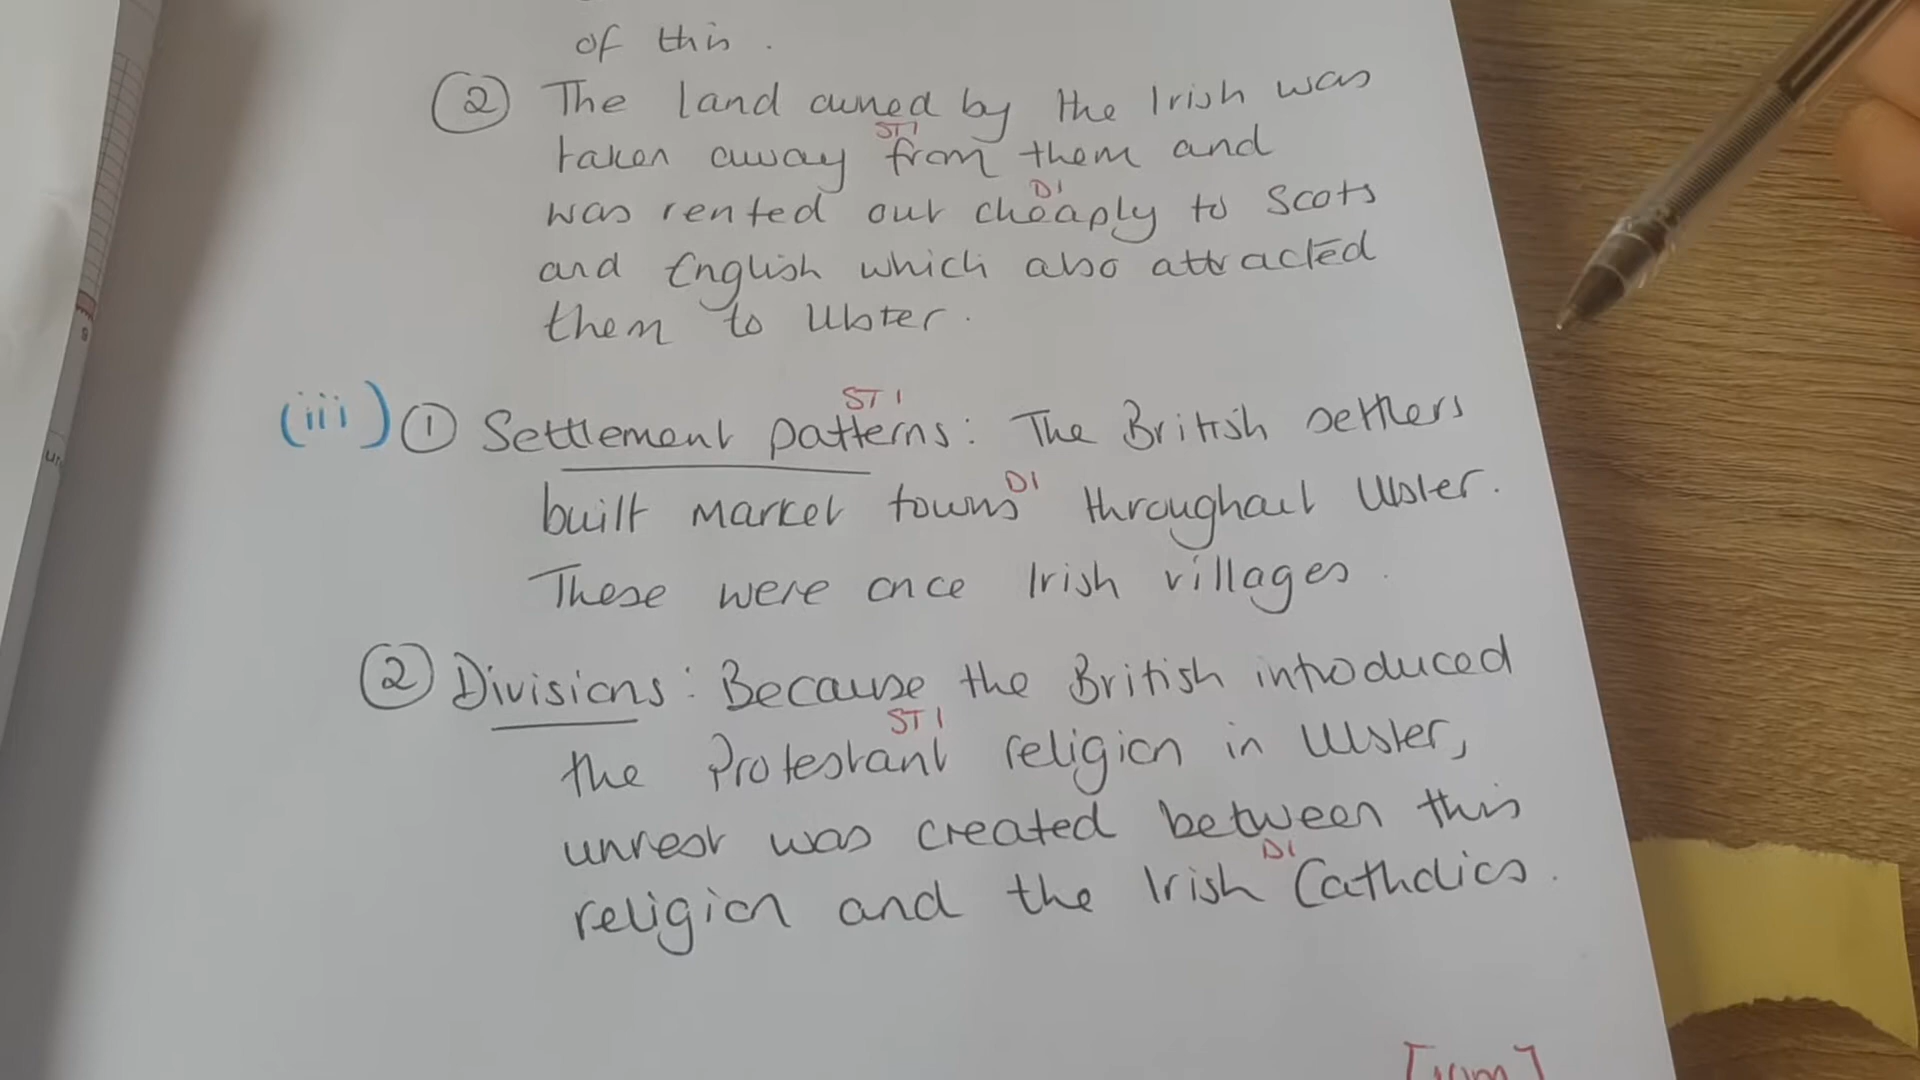 of this.
② The land owned by the Irish was
ST1
taken away from them and
D1
was rented out cheaply to Scots
and English which also attracted
them to Ulster.
ST1
(iii) ① Settlement patterns: The British settlers
D1
built market towns throughout Ulster.
These were once Irish villages.
② Divisions: Because the British introduced
ST1
the Protestant religion in Ulster,
unrest was created between this
D1
religion and the Irish Catholics.